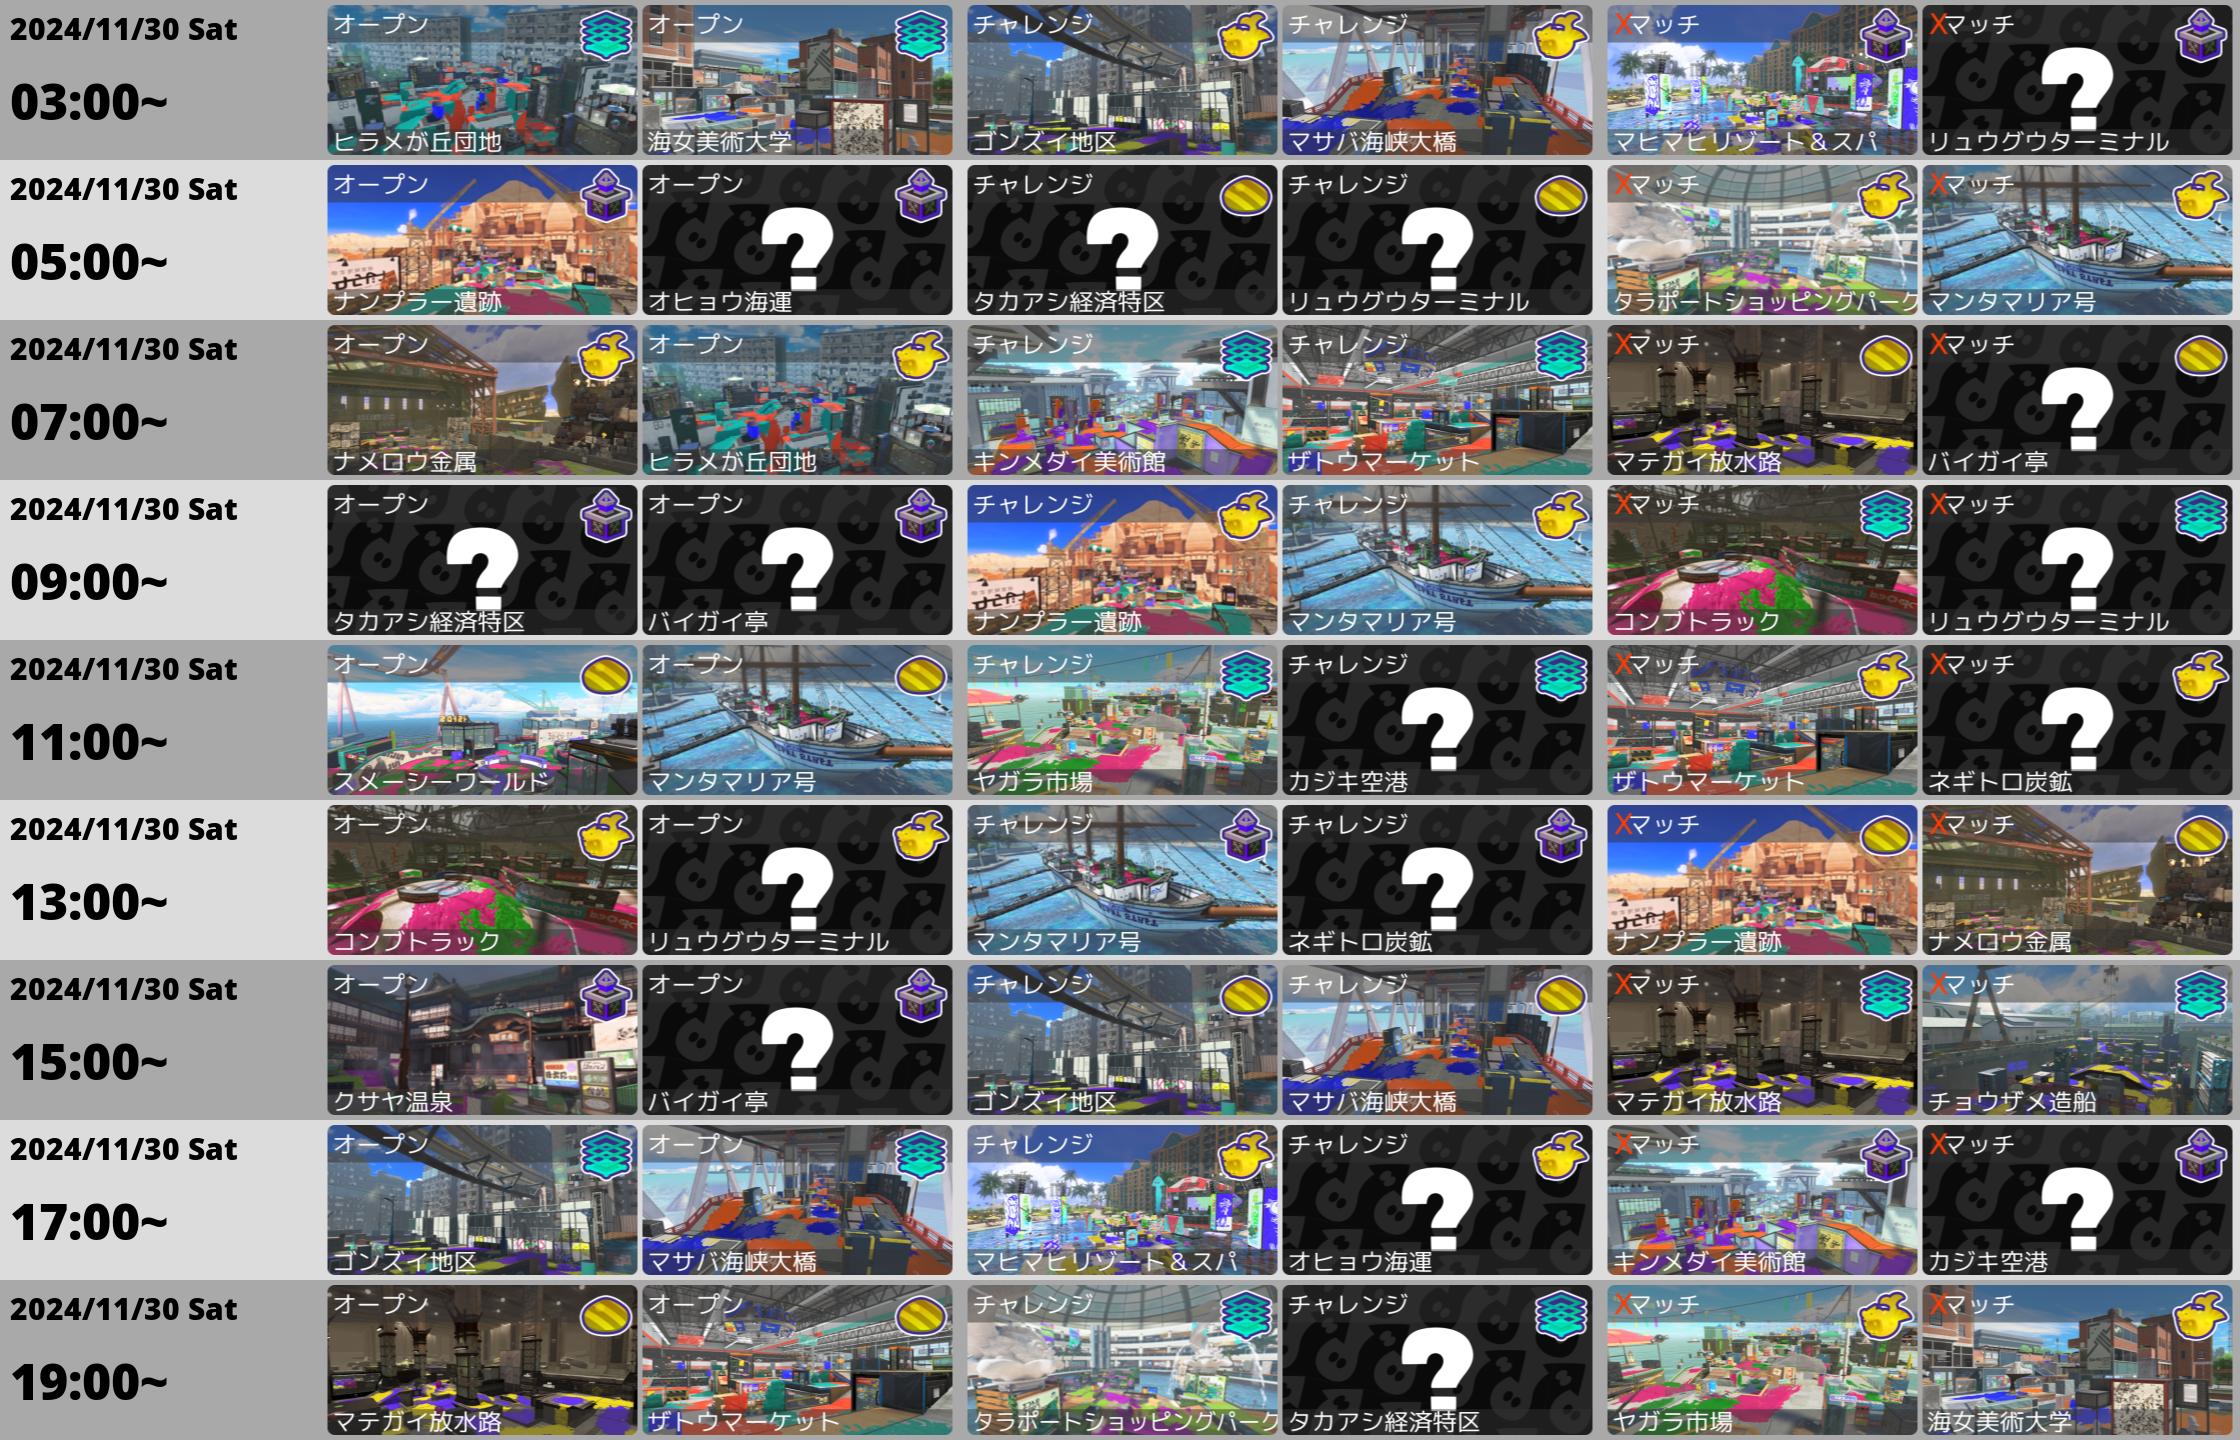 2024/11/30 Sat
03:00~
オープン
ヒラメが丘団地
オープン
海女美術大学
チャレンジ
ゴンズイ地区
チャレンジ
マサバ海峡大橋
Xマッチ
マヒマヒリゾート＆スパ
Xマッチ
リュウグウターミナル
2024/11/30 Sat
05:00~
オープン
ナンプラー遺跡
オープン
オヒョウ海運
チャレンジ
タカアシ経済特区
チャレンジ
リュウグウターミナル
Xマッチ
タラポートショッピングパーク
Xマッチ
マンタマリア号
2024/11/30 Sat
07:00~
オープン
ナメロウ金属
オープン
ヒラメが丘団地
チャレンジ
キンメダイ美術館
チャレンジ
ザトウマーケット
Xマッチ
マテガイ放水路
Xマッチ
バイガイ亭
2024/11/30 Sat
09:00~
オープン
タカアシ経済特区
オープン
バイガイ亭
チャレンジ
ナンプラー遺跡
チャレンジ
マンタマリア号
Xマッチ
コンブトラック
Xマッチ
リュウグウターミナル
2024/11/30 Sat
11:00~
オープン
スメーシーワールド
オープン
マンタマリア号
チャレンジ
ヤガラ市場
チャレンジ
カジキ空港
Xマッチ
ザトウマーケット
Xマッチ
ネギトロ炭鉱
2024/11/30 Sat
13:00~
オープン
コンブトラック
オープン
リュウグウターミナル
チャレンジ
マンタマリア号
チャレンジ
ネギトロ炭鉱
Xマッチ
ナンプラー遺跡
Xマッチ
ナメロウ金属
2024/11/30 Sat
15:00~
オープン
クサヤ温泉
オープン
バイガイ亭
チャレンジ
ゴンズイ地区
チャレンジ
マサバ海峡大橋
Xマッチ
マテガイ放水路
Xマッチ
チョウザメ造船
2024/11/30 Sat
17:00~
オープン
ゴンズイ地区
オープン
マサバ海峡大橋
チャレンジ
マヒマヒリゾート＆スパ
チャレンジ
オヒョウ海運
Xマッチ
キンメダイ美術館
Xマッチ
カジキ空港
2024/11/30 Sat
19:00~
オープン
マテガイ放水路
オープン
ザトウマーケット
チャレンジ
タラポートショッピングパーク
チャレンジ
タカアシ経済特区
Xマッチ
ヤガラ市場
Xマッチ
海女美術大学